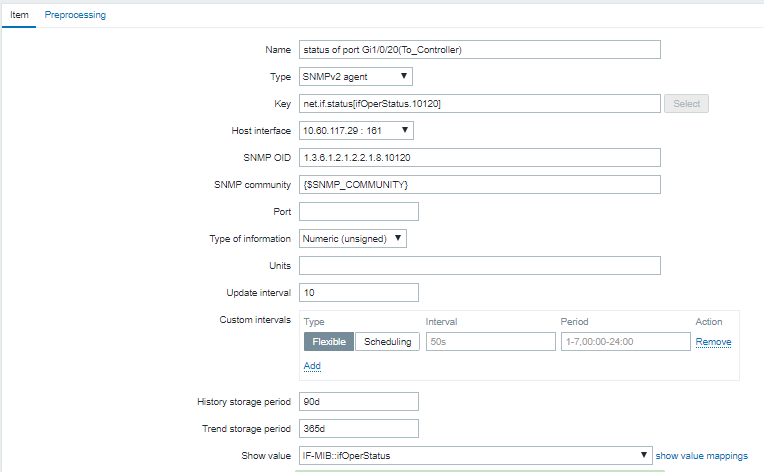 Item Preprocessing
Name status of port Gi1/0/20(To_Controller)
Type SNMPv2 agent
Key net.if.status[ifOperStatus.10120] Select
Host interface 10.60.117.29 : 161
SNMP OID 1.3.6.1.2.1.2.2.1.8.10120
SNMP community {$SNMP_COMMUNITY}
Port
Type of information Numeric (unsigned)
Units
Update interval 10
Custom intervals Type Interval Period Action
Flexible Scheduling 50s 1-7,00:00-24:00 Remove
Add
History storage period 90d
Trend storage period 365d
Show value IF-MIB::ifOperStatus show value mappings